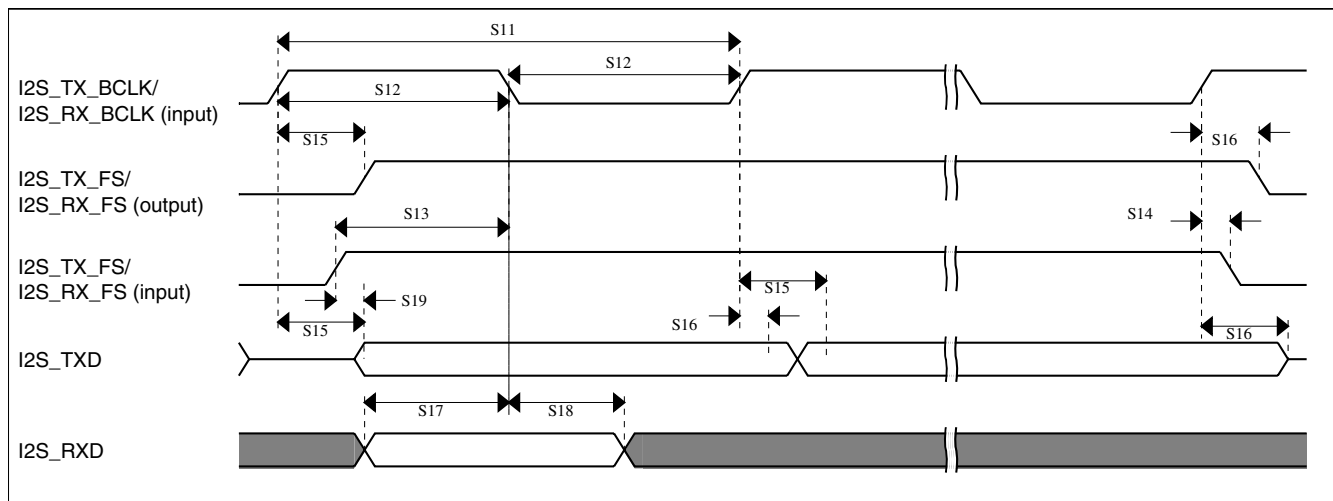 S11
I2S_TX_BCLK/
I2S_RX_BCLK (input)
S12
S12
S15
S16
I2S_TX_FS/
I2S_RX_FS (output)
S13
S14
I2S_TX_FS/
I2S_RX_FS (input)
S19
S15
S15
S16
S16
I2S_TXD
S17
S18
I2S_RXD